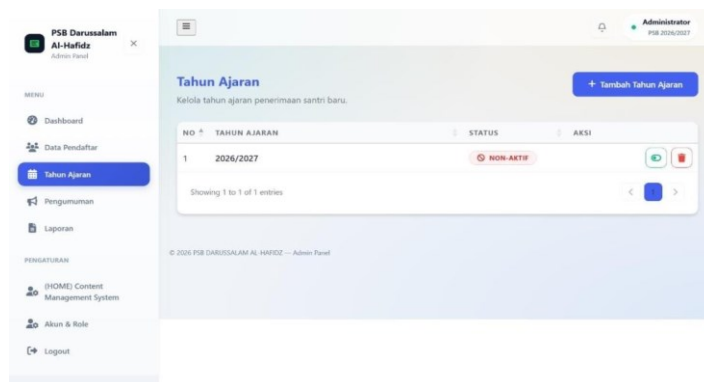 PSB Darussalam
Al-Hafidz
Admin Panel
MENU
Dashboard
Data Pendaftar
Tahun Ajaran
Pengumuman
Laporan
PENGATURAN
(HOME) Content
Management System
Akun & Role
Logout
Administrator
PSB 2026/2027
Tahun Ajaran
Kelola tahun ajaran penerimaan santri baru.
+ Tambah Tahun Ajaran
NO TAHUN AJARAN STATUS AKSI
1 2026/2027 NON-AKTIF
Showing 1 to 1 of 1 entries
< 1 >
© 2026 PSB DARUSSALAM AL HAFIDZ — Admin Panel